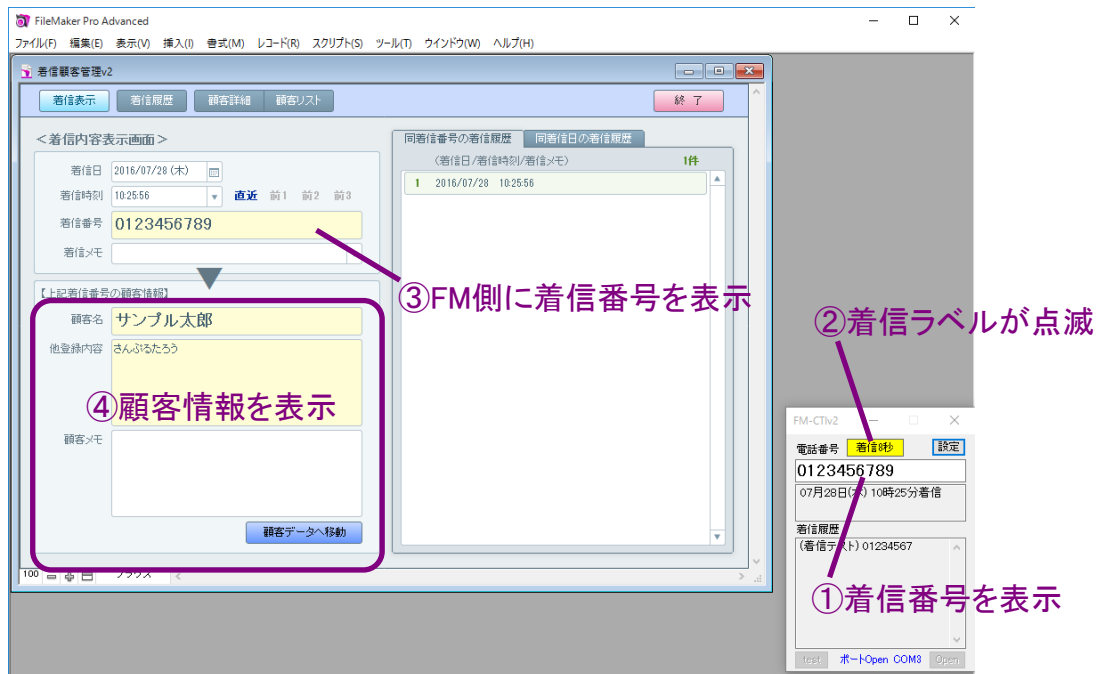 FileMaker Pro Advanced
ファイル(F) 編集(E) 表示(V) 挿入(I) 書式(M) レコード(R) スクリプト(S) ツール(T) ウインドウ(W) ヘルプ(H)
着信顧客管理v2
着信表示 着信履歴 顧客詳細 顧客リスト 終 了
＜着信内容表示画面＞
着信日 2016/07/28 (木)
着信時刻 10:25:56 直近 前1 前2 前3
着信番号 0123456789
着信メモ
【上記着信番号の顧客情報】
顧客名 サンプル太郎
他登録内容 さんぷるたろう
④顧客情報を表示
顧客メモ
顧客データへ移動
100 ブラウズ
同着信番号の着信履歴 同着信日の着信履歴
(着信日/着信時刻/着信メモ) 1件
1 2016/07/28 10:25:56
③FM側に着信番号を表示
②着信ラベルが点滅
FM-CTIv2
電話番号 着信8秒 設定
0123456789
07月28日(木) 10時25分着信
着信履歴
(着信テスト) 01234567
①着信番号を表示
test ポートOpen COM3 Open